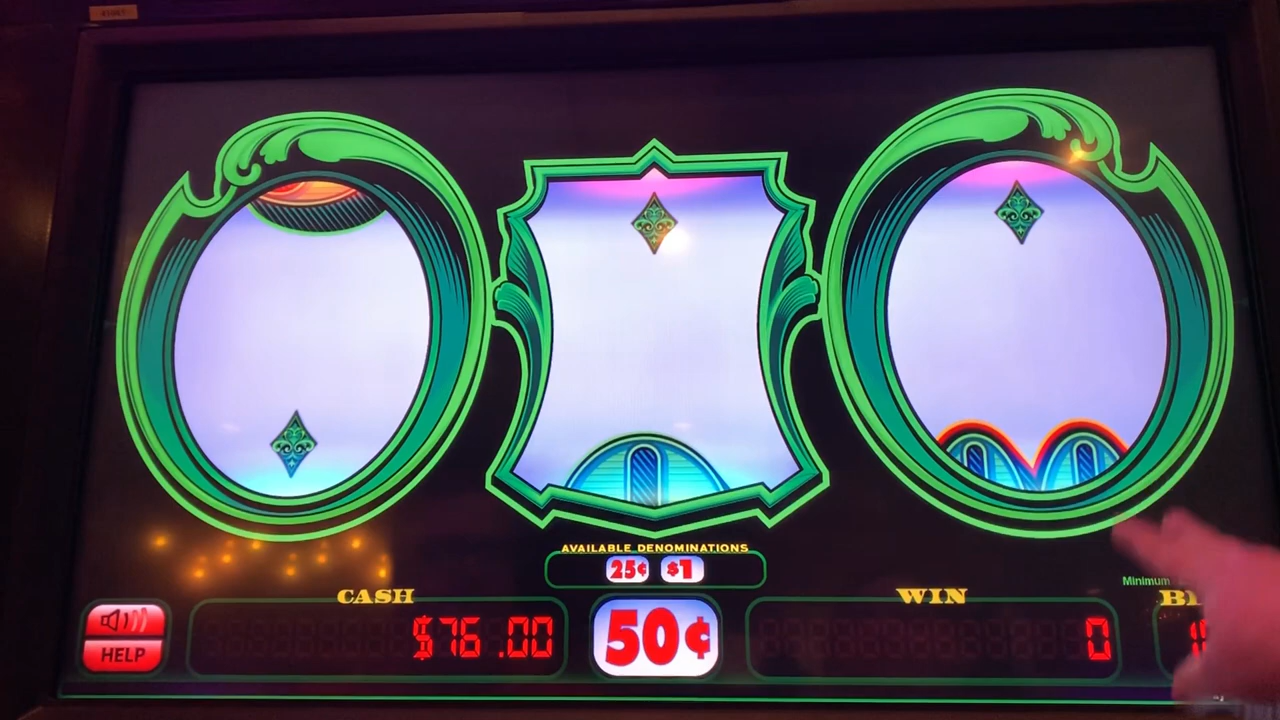 AVAILABLE DENOMINATIONS
25¢ $1
Minimum
CASH
WIN
HELP
$76.00
50¢
0